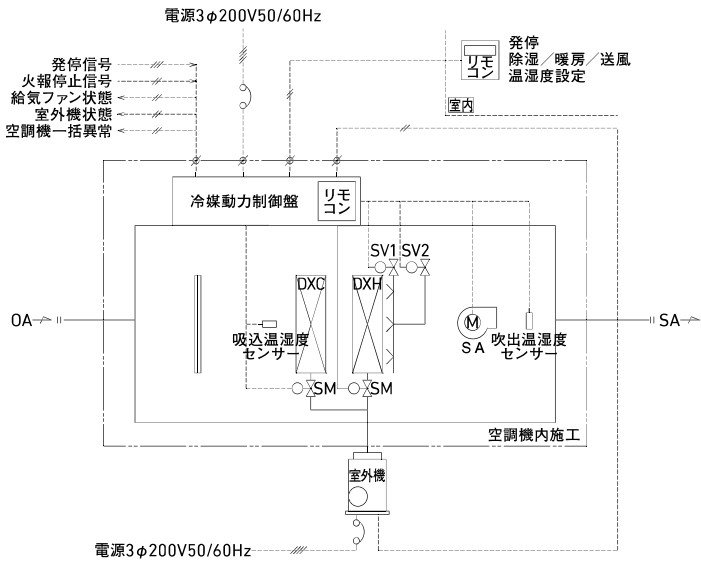 電源3φ200V50/60Hz
発停信号
火報停止信号
給気ファン状態
室外機状態
空調機一括異常
リモコン
発停
除湿／暖房／送風
温湿度設定
室内
冷媒動力制御盤
リモコン
SV1 SV2
DXC
DXH
OA
SA
吸込温湿度
センサー
M
SA
吹出温湿度
センサー
SM
SM
空調機内施工
室外機
電源3φ200V50/60Hz